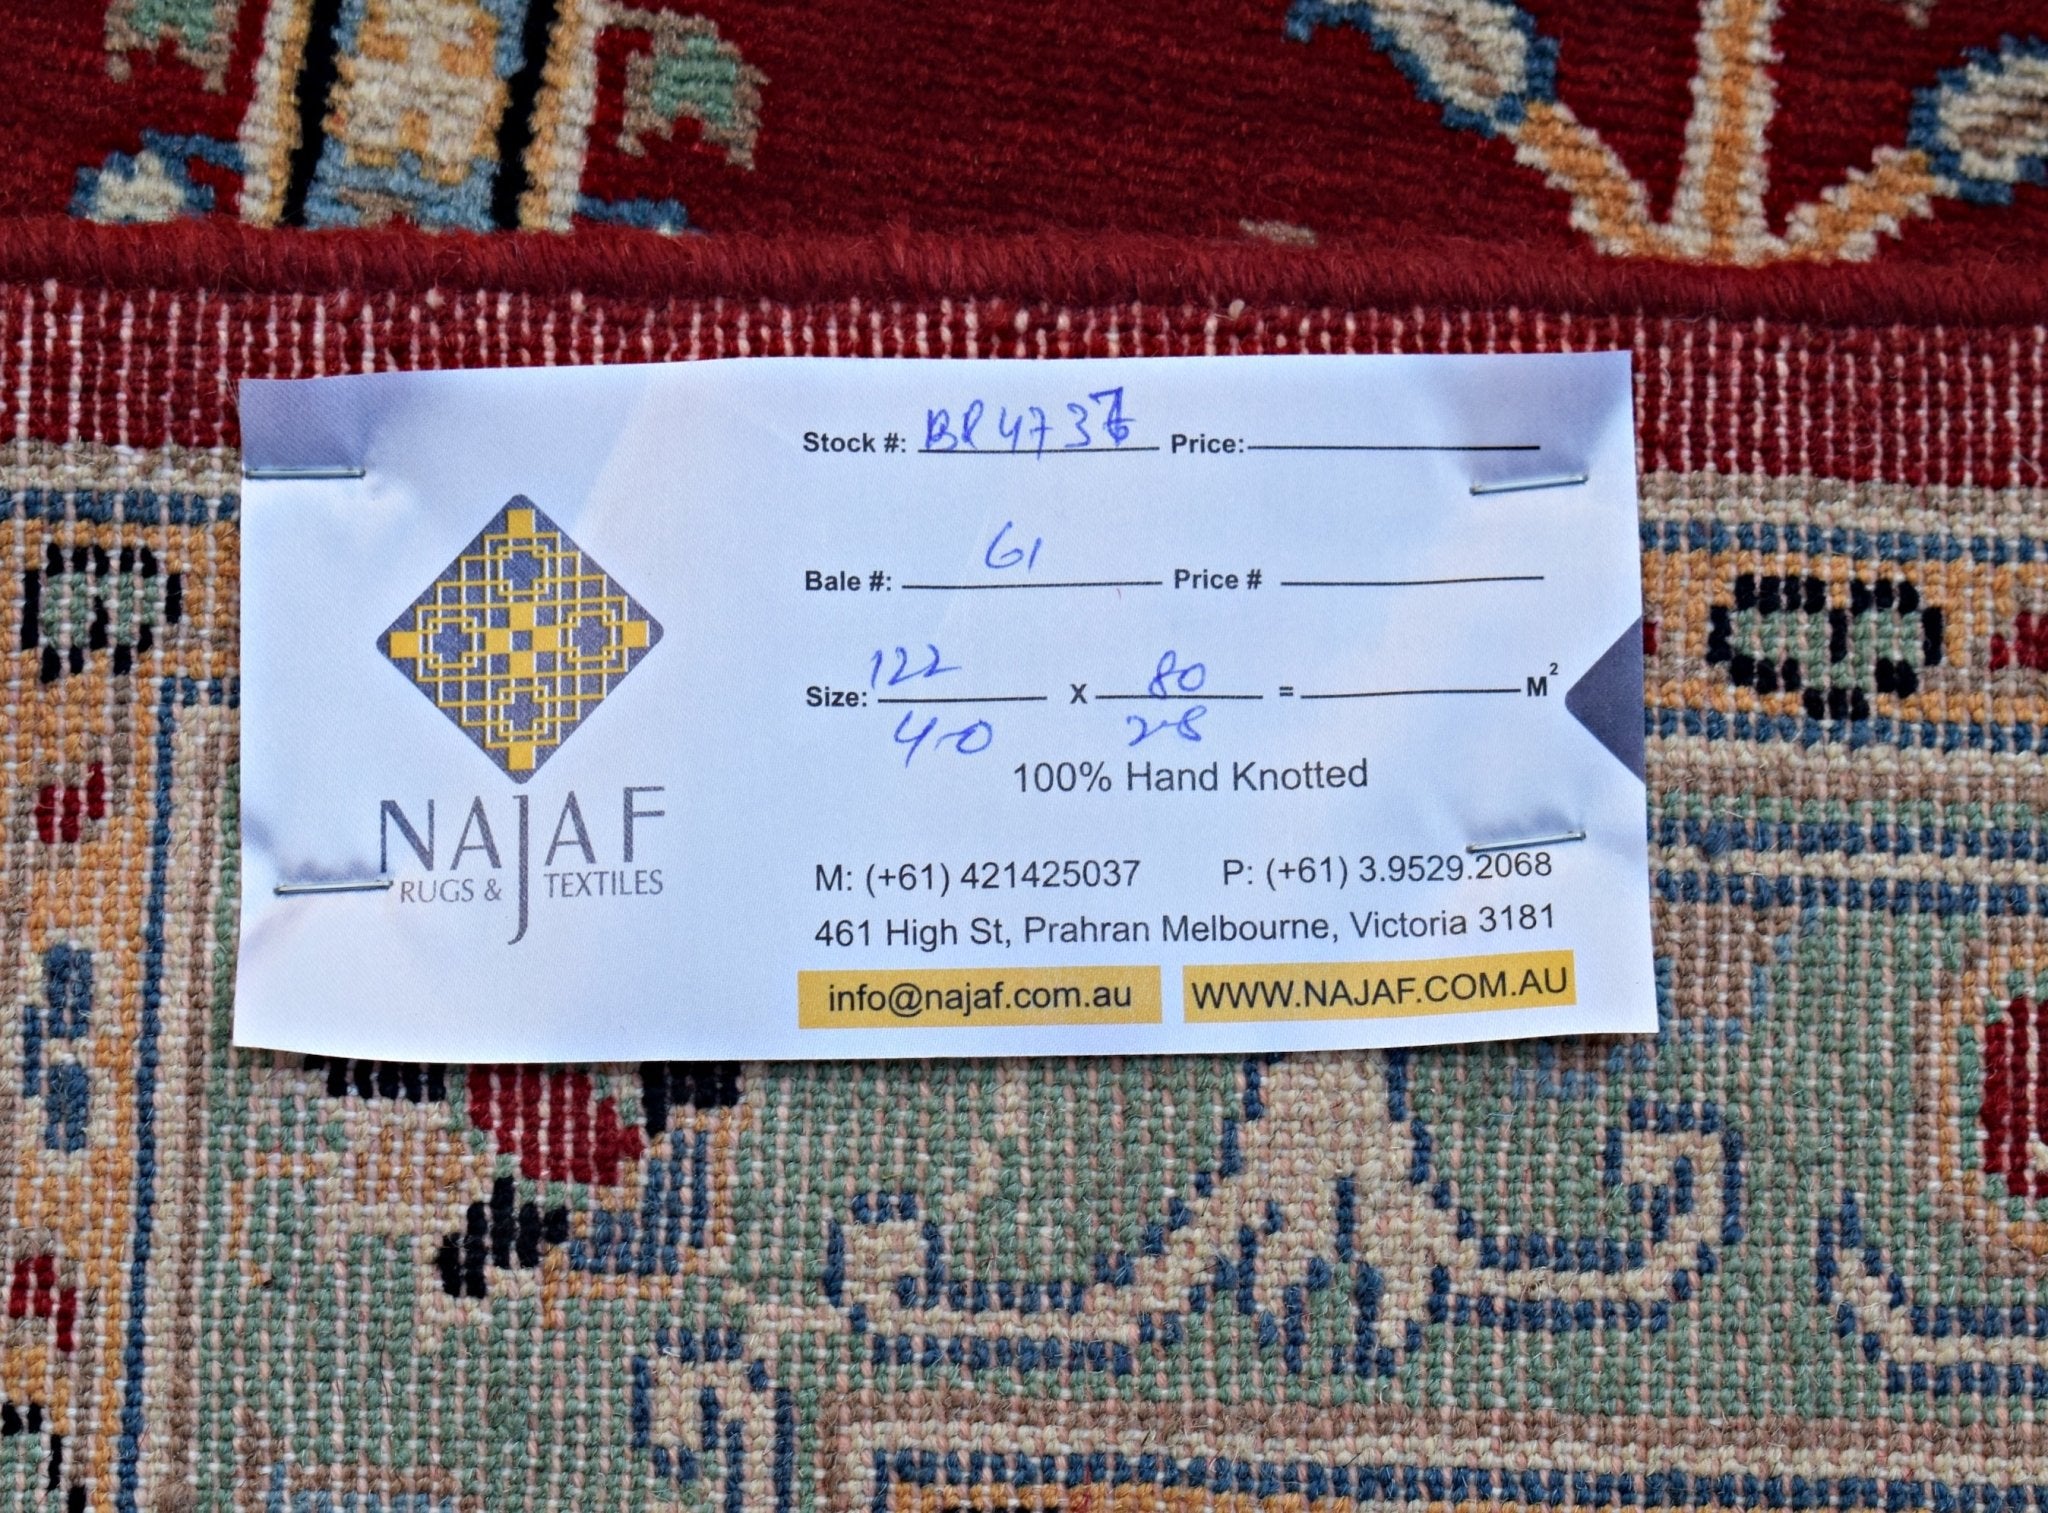 Stock #: BR4737 Price:
Bale #: 61 Price #
Size: 122 X 80 = M²
4-0 2-8
100% Hand Knotted
NAJAF
RUGS & TEXTILES
M: (+61) 421425037 P: (+61) 3.9529.2068
461 High St, Prahran Melbourne, Victoria 3181
info@najaf.com.au WWW.NAJAF.COM.AU